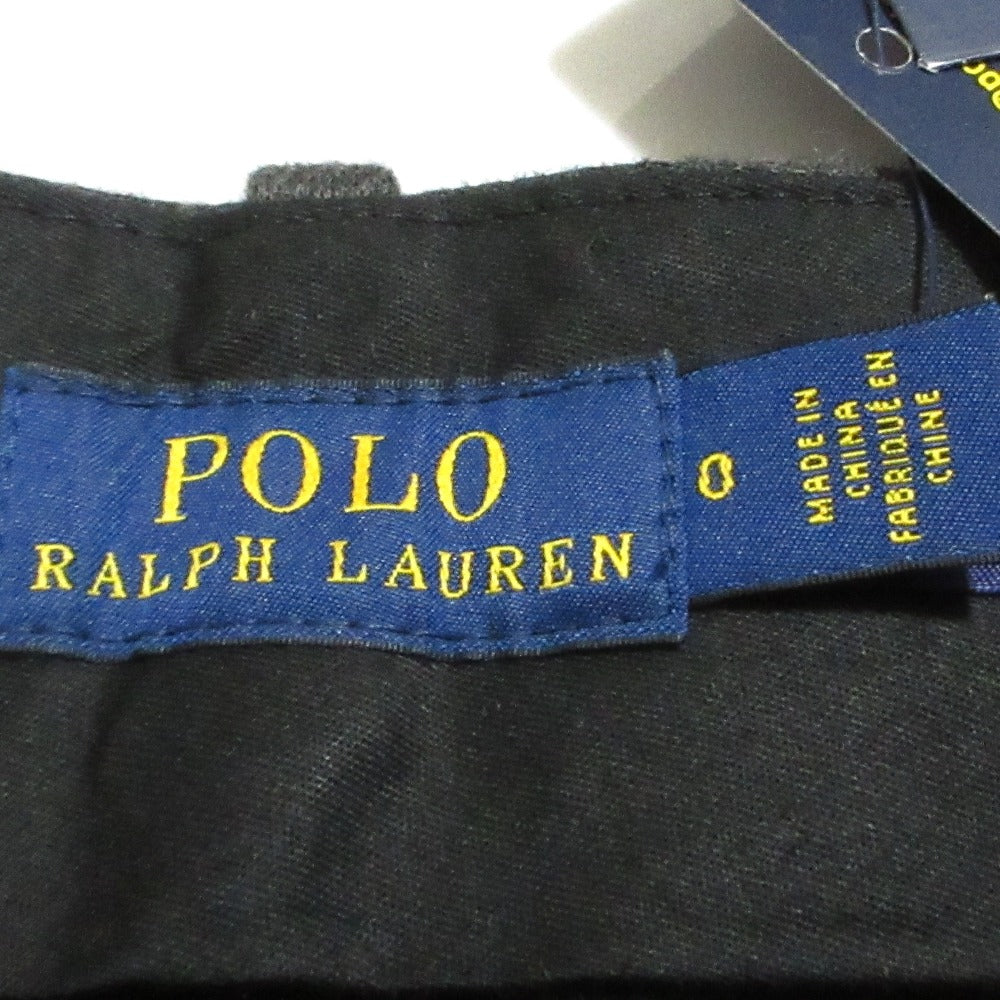 POLO
RALPH LAUREN
0
MADE IN
CHINA
FABRIQUÉ EN
CHINE